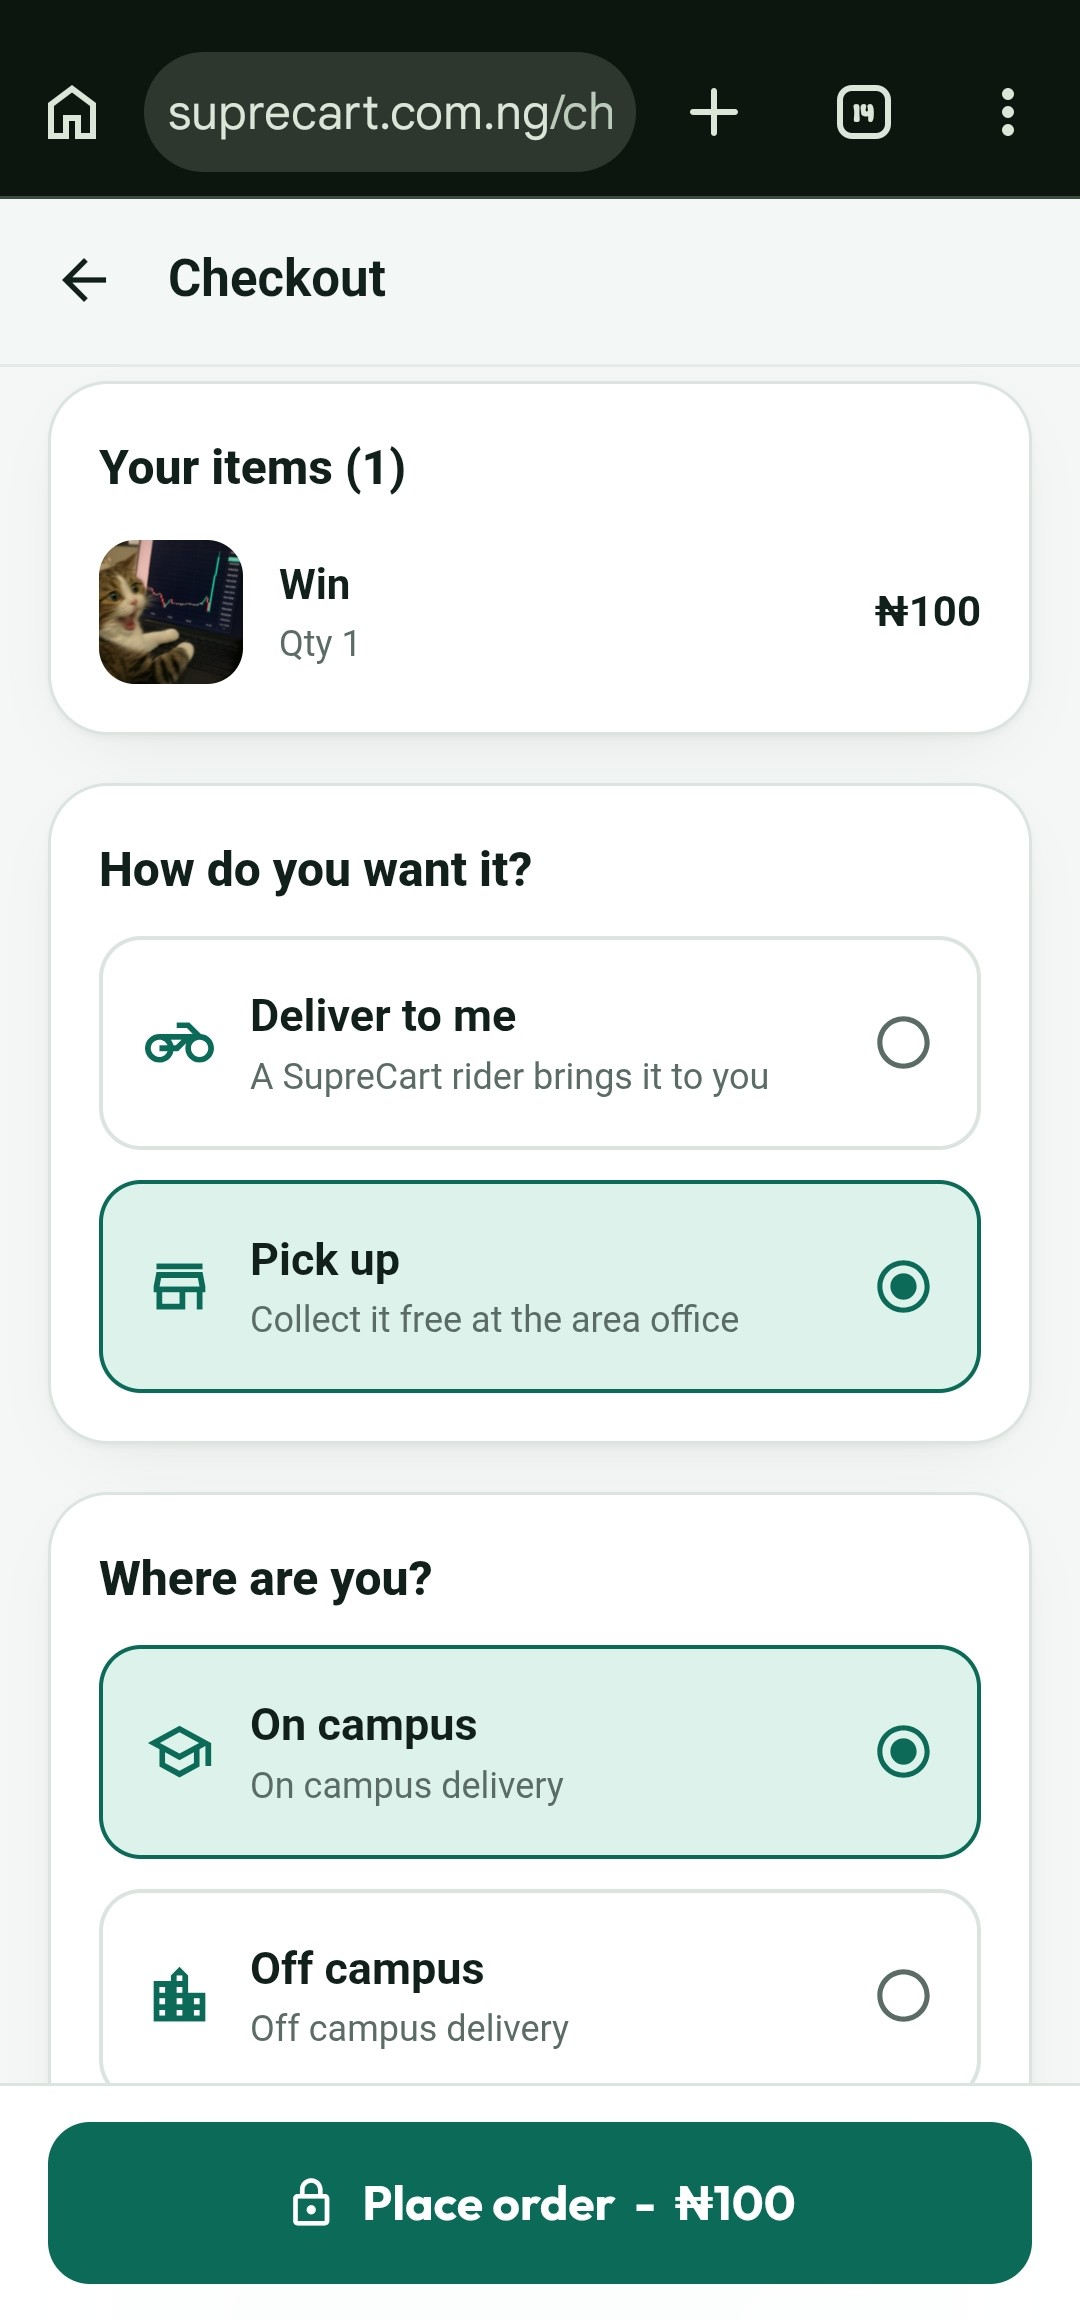 suprecart.com.ng/ch
14
Checkout
Your items (1)
Win
Qty 1
₦100
How do you want it?
Deliver to me
A SupreCart rider brings it to you
Pick up
Collect it free at the area office
Where are you?
On campus
On campus delivery
Off campus
Off campus delivery
Place order - ₦100